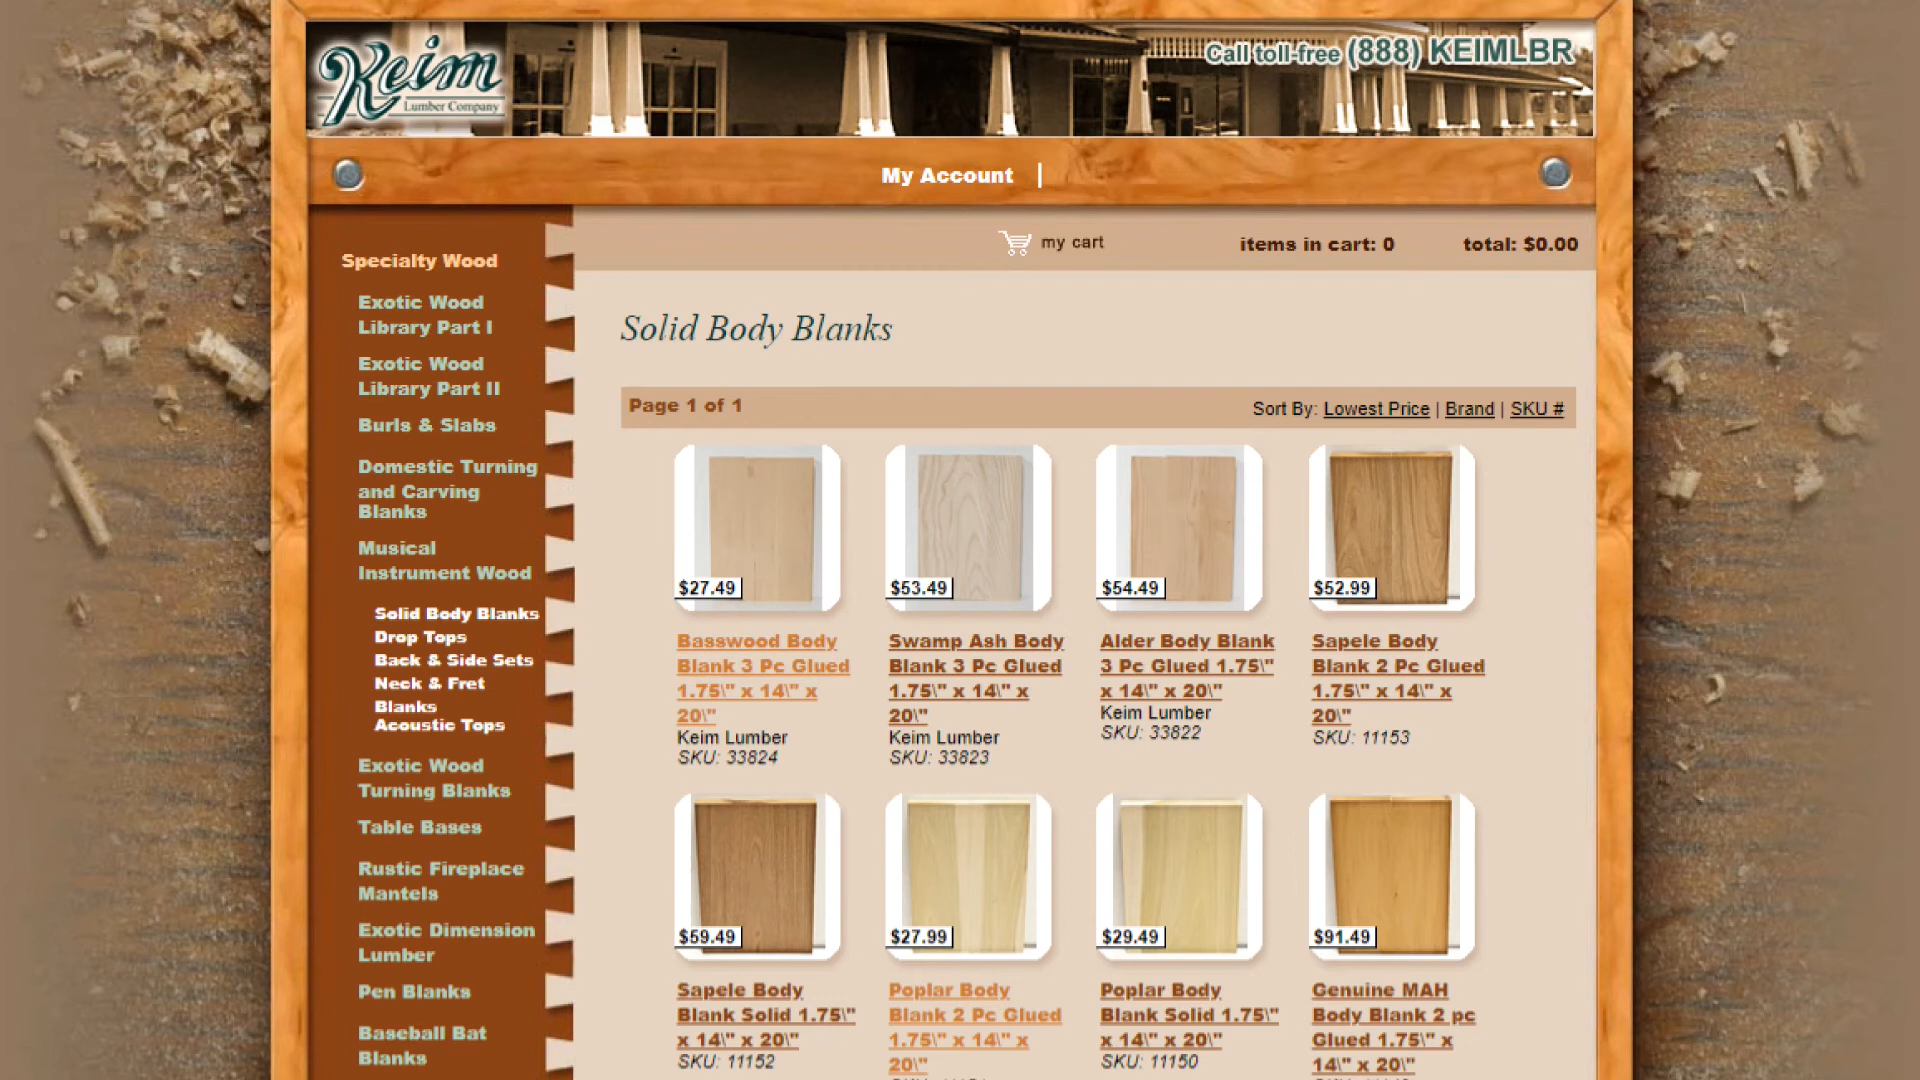 Keim
Lumber Company
Call toll-free (888) KEIMLBR
My Account |
my cart
items in cart: 0
total: $0.00
Specialty Wood
Exotic Wood
Library Part I
Exotic Wood
Library Part II
Burls & Slabs
Domestic Turning
and Carving
Blanks
Musical
Instrument Wood
Solid Body Blanks
Drop Tops
Back & Side Sets
Neck & Fret
Blanks
Acoustic Tops
Exotic Wood
Turning Blanks
Table Bases
Rustic Fireplace
Mantels
Exotic Dimension
Lumber
Pen Blanks
Baseball Bat
Blanks
Solid Body Blanks
Page 1 of 1
Sort By: Lowest Price | Brand | SKU #
$27.49
Basswood Body
Blank 3 Pc Glued
1.75\" x 14\" x
20\"
Keim Lumber
SKU: 33824
$53.49
Swamp Ash Body
Blank 3 Pc Glued
1.75\" x 14\" x
20\"
Keim Lumber
SKU: 33823
$54.49
Alder Body Blank
3 Pc Glued 1.75\"
x 14\" x 20\"
Keim Lumber
SKU: 33822
$52.99
Sapele Body
Blank 2 Pc Glued
1.75\" x 14\" x
20\"
SKU: 11153
$59.49
Sapele Body
Blank Solid 1.75\"
x 14\" x 20\"
SKU: 11152
$27.99
Poplar Body
Blank 2 Pc Glued
1.75\" x 14\" x
20\"
$29.49
Poplar Body
Blank Solid 1.75\"
x 14\" x 20\"
SKU: 11150
$91.49
Genuine MAH
Body Blank 2 pc
Glued 1.75\" x
14\" x 20\"